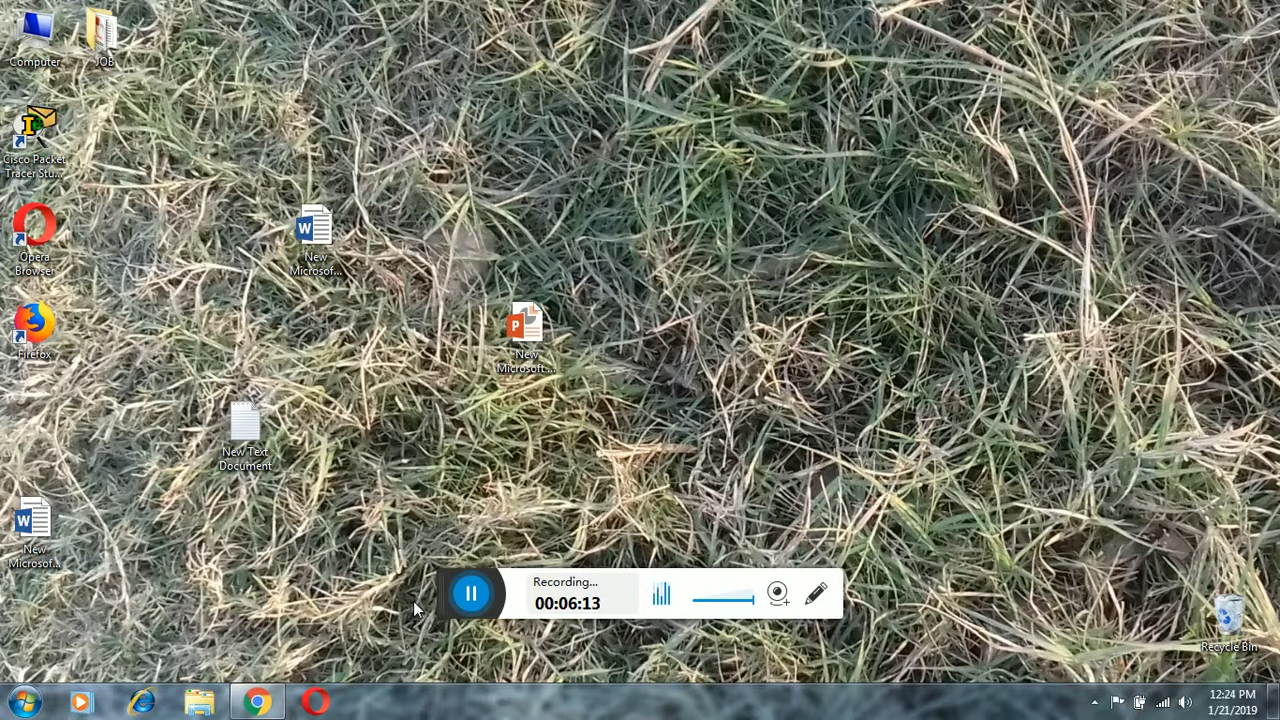 Computer
JOB
Cisco Packet
Tracer Stu...
Opera
Browser
Firefox
New
Microsof...
New
Microsoft ...
New Text
Document
New
Microsof...
Recording...
00:06:13
Recycle Bin
12:24 PM
1/21/2019